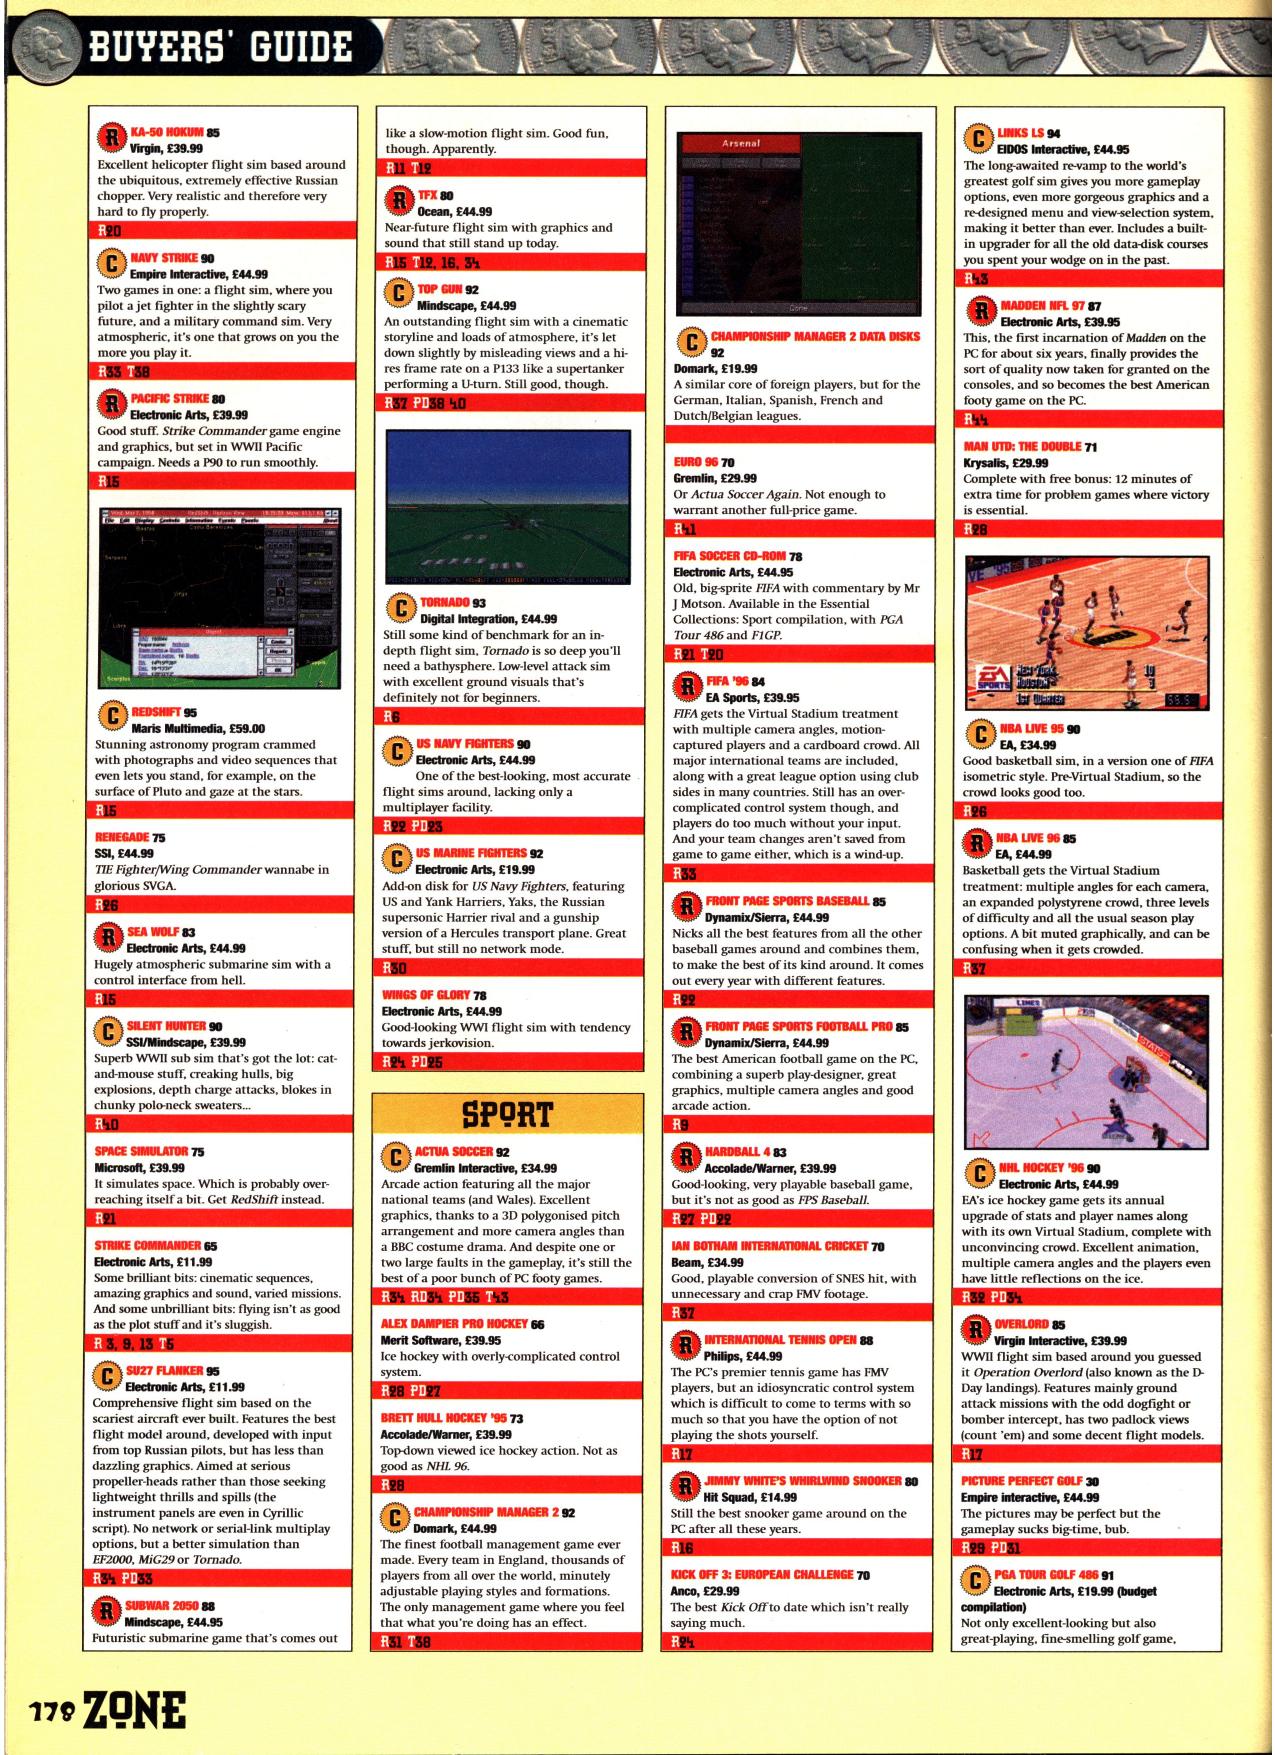 BUYERS' GUIDE
R KA-50 HOKUM 85
Virgin, £39.99
Excellent helicopter flight sim based around
the ubiquitous, extremely effective Russian
chopper. Very realistic and therefore very
hard to fly properly.
R20
C NAVY STRIKE 90
Empire Interactive, £44.99
Two games in one: a flight sim, where you
pilot a jet fighter in the slightly scary
future, and a military command sim. Very
atmospheric, it's one that grows on you the
more you play it.
R33 T38
R PACIFIC STRIKE 80
Electronic Arts, £39.99
Good stuff. Strike Commander game engine
and graphics, but set in WWII Pacific
campaign. Needs a P90 to run smoothly.
R15
C REDSHIFT 95
Maris Multimedia, £59.00
Stunning astronomy program crammed
with photographs and video sequences that
even lets you stand, for example, on the
surface of Pluto and gaze at the stars.
R15
RENEGADE 75
SSI, £44.99
TIE Fighter/Wing Commander wannabe in
glorious SVGA.
R26
R SEA WOLF 83
Electronic Arts, £44.99
Hugely atmospheric submarine sim with a
control interface from hell.
R15
C SILENT HUNTER 90
SSI/Mindscape, £39.99
Superb WWII sub sim that's got the lot: cat-
and-mouse stuff, creaking hulls, big
explosions, depth charge attacks, blokes in
chunky polo-neck sweaters...
R40
SPACE SIMULATOR 75
Microsoft, £39.99
It simulates space. Which is probably over-
reaching itself a bit. Get RedShift instead.
R21
STRIKE COMMANDER 65
Electronic Arts, £11.99
Some brilliant bits: cinematic sequences,
amazing graphics and sound, varied missions.
And some unbrilliant bits: flying isn't as good
as the plot stuff and it's sluggish.
R 3, 9, 13 T5
C SU27 FLANKER 95
Electronic Arts, £11.99
Comprehensive flight sim based on the
scariest aircraft ever built. Features the best
flight model around, developed with input
from top Russian pilots, but has less than
dazzling graphics. Aimed at serious
propeller-heads rather than those seeking
lightweight thrills and spills (the
instrument panels are even in Cyrillic
script). No network or serial-link multiplay
options, but a better simulation than
EF2000, MiG29 or Tornado.
R34 PD33
R SUBWAR 2050 88
Mindscape, £44.95
Futuristic submarine game that's comes out
like a slow-motion flight sim. Good fun,
though. Apparently.
R11 T12
R TFX 80
Ocean, £44.99
Near-future flight sim with graphics and
sound that still stand up today.
R15 T12, 16, 34
C TOP GUN 92
Mindscape, £44.99
An outstanding flight sim with a cinematic
storyline and loads of atmosphere, it's let
down slightly by misleading views and a hi-
res frame rate on a P133 like a supertanker
performing a U-turn. Still good, though.
R37 PD38 40
C TORNADO 93
Digital Integration, £44.99
Still some kind of benchmark for an in-
depth flight sim, Tornado is so deep you'll
need a bathysphere. Low-level attack sim
with excellent ground visuals that's
definitely not for beginners.
R6
C US NAVY FIGHTERS 90
Electronic Arts, £44.99
One of the best-looking, most accurate
flight sims around, lacking only a
multiplayer facility.
R22 PD23
C US MARINE FIGHTERS 92
Electronic Arts, £19.99
Add-on disk for US Navy Fighters, featuring
US and Yank Harriers, Yaks, the Russian
supersonic Harrier rival and a gunship
version of a Hercules transport plane. Great
stuff, but still no network mode.
R30
WINGS OF GLORY 78
Electronic Arts, £44.99
Good-looking WWI flight sim with tendency
towards jerkovision.
R24 PD25
SPORT
C ACTUA SOCCER 92
Gremlin Interactive, £34.99
Arcade action featuring all the major
national teams (and Wales). Excellent
graphics, thanks to a 3D polygonised pitch
arrangement and more camera angles than
a BBC costume drama. And despite one or
two large faults in the gameplay, it's still the
best of a poor bunch of PC footy games.
R34 RD34 PD35 T43
ALEX DAMPIER PRO HOCKEY 66
Merit Software, £39.95
Ice hockey with overly-complicated control
system.
R28 PD27
BRETT HULL HOCKEY '95 73
Accolade/Warner, £39.99
Top-down viewed ice hockey action. Not as
good as NHL 96.
R28
C CHAMPIONSHIP MANAGER 2 92
Domark, £44.99
The finest football management game ever
made. Every team in England, thousands of
players from all over the world, minutely
adjustable playing styles and formations.
The only management game where you feel
that what you're doing has an effect.
R31 T38
Arsenal
Done
C CHAMPIONSHIP MANAGER 2 DATA DISKS
92
Domark, £19.99
A similar core of foreign players, but for the
German, Italian, Spanish, French and
Dutch/Belgian leagues.
EURO 96 70
Gremlin, £29.99
Or Actua Soccer Again. Not enough to
warrant another full-price game.
R41
FIFA SOCCER CD-ROM 78
Electronic Arts, £44.95
Old, big-sprite FIFA with commentary by Mr
J Motson. Available in the Essential
Collections: Sport compilation, with PGA
Tour 486 and F1GP.
R21 T20
R FIFA '96 84
EA Sports, £39.95
FIFA gets the Virtual Stadium treatment
with multiple camera angles, motion-
captured players and a cardboard crowd. All
major international teams are included,
along with a great league option using club
sides in many countries. Still has an over-
complicated control system though, and
players do too much without your input.
And your team changes aren't saved from
game to game either, which is a wind-up.
R33
R FRONT PAGE SPORTS BASEBALL 85
Dynamix/Sierra, £44.99
Nicks all the best features from all the other
baseball games around and combines them,
to make the best of its kind around. It comes
out every year with different features.
R22
R FRONT PAGE SPORTS FOOTBALL PRO 85
Dynamix/Sierra, £44.99
The best American football game on the PC,
combining a superb play-designer, great
graphics, multiple camera angles and good
arcade action.
R9
R HARDBALL 4 83
Accolade/Warner, £39.99
Good-looking, very playable baseball game,
but it's not as good as FPS Baseball.
R27 PD22
IAN BOTHAM INTERNATIONAL CRICKET 70
Beam, £34.99
Good, playable conversion of SNES hit, with
unnecessary and crap FMV footage.
R37
R INTERNATIONAL TENNIS OPEN 88
Philips, £44.99
The PC's premier tennis game has FMV
players, but an idiosyncratic control system
which is difficult to come to terms with so
much so that you have the option of not
playing the shots yourself.
R17
R JIMMY WHITE'S WHIRLWIND SNOOKER 80
Hit Squad, £14.99
Still the best snooker game around on the
PC after all these years.
R16
KICK OFF 3: EUROPEAN CHALLENGE 70
Anco, £29.99
The best Kick Off to date which isn't really
saying much.
R24
C LINKS LS 94
EIDOS Interactive, £44.95
The long-awaited re-vamp to the world's
greatest golf sim gives you more gameplay
options, even more gorgeous graphics and a
re-designed menu and view-selection system,
making it better than ever. Includes a built-
in upgrader for all the old data-disk courses
you spent your wodge on in the past.
R43
R MADDEN NFL 97 87
Electronic Arts, £39.95
This, the first incarnation of Madden on the
PC for about six years, finally provides the
sort of quality now taken for granted on the
consoles, and so becomes the best American
footy game on the PC.
R44
MAN UTD: THE DOUBLE 71
Krysalis, £29.99
Complete with free bonus: 12 minutes of
extra time for problem games where victory
is essential.
R28
EA SPORTS
NEW YORK 10
HOUSTON 3
1ST QUARTER
C NBA LIVE 95 90
EA, £34.99
Good basketball sim, in a version one of FIFA
isometric style. Pre-Virtual Stadium, so the
crowd looks good too.
R26
R NBA LIVE 96 85
EA, £44.99
Basketball gets the Virtual Stadium
treatment: multiple angles for each camera,
an expanded polystyrene crowd, three levels
of difficulty and all the usual season play
options. A bit muted graphically, and can be
confusing when it gets crowded.
R37
C NHL HOCKEY '96 90
Electronic Arts, £44.99
EA's ice hockey game gets its annual
upgrade of stats and player names along
with its own Virtual Stadium, complete with
unconvincing crowd. Excellent animation,
multiple camera angles and the players even
have little reflections on the ice.
R32 PD34
R OVERLORD 85
Virgin Interactive, £39.99
WWII flight sim based around you guessed
it Operation Overlord (also known as the D-
Day landings). Features mainly ground
attack missions with the odd dogfight or
bomber intercept, has two padlock views
(count 'em) and some decent flight models.
R17
PICTURE PERFECT GOLF 30
Empire interactive, £44.99
The pictures may be perfect but the
gameplay sucks big-time, bub.
R29 PD31
C PGA TOUR GOLF 486 91
Electronic Arts, £19.99 (budget
compilation)
Not only excellent-looking but also
great-playing, fine-smelling golf game,
178 ZONE